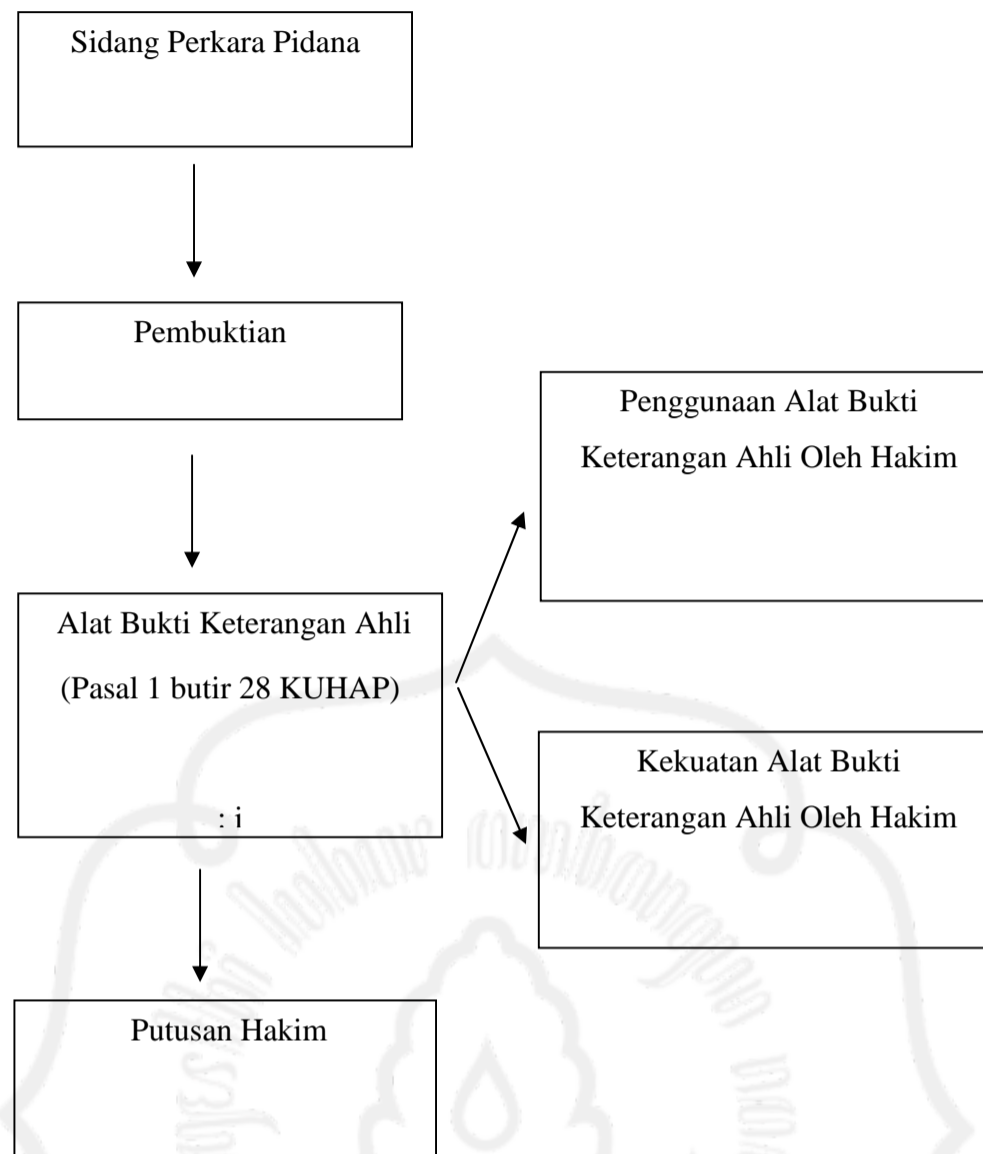 Sidang Perkara Pidana
Pembuktian
Penggunaan Alat Bukti
Keterangan Ahli Oleh Hakim
Alat Bukti Keterangan Ahli
(Pasal 1 butir 28 KUHAP)
: i
Kekuatan Alat Bukti
Keterangan Ahli Oleh Hakim
Putusan Hakim